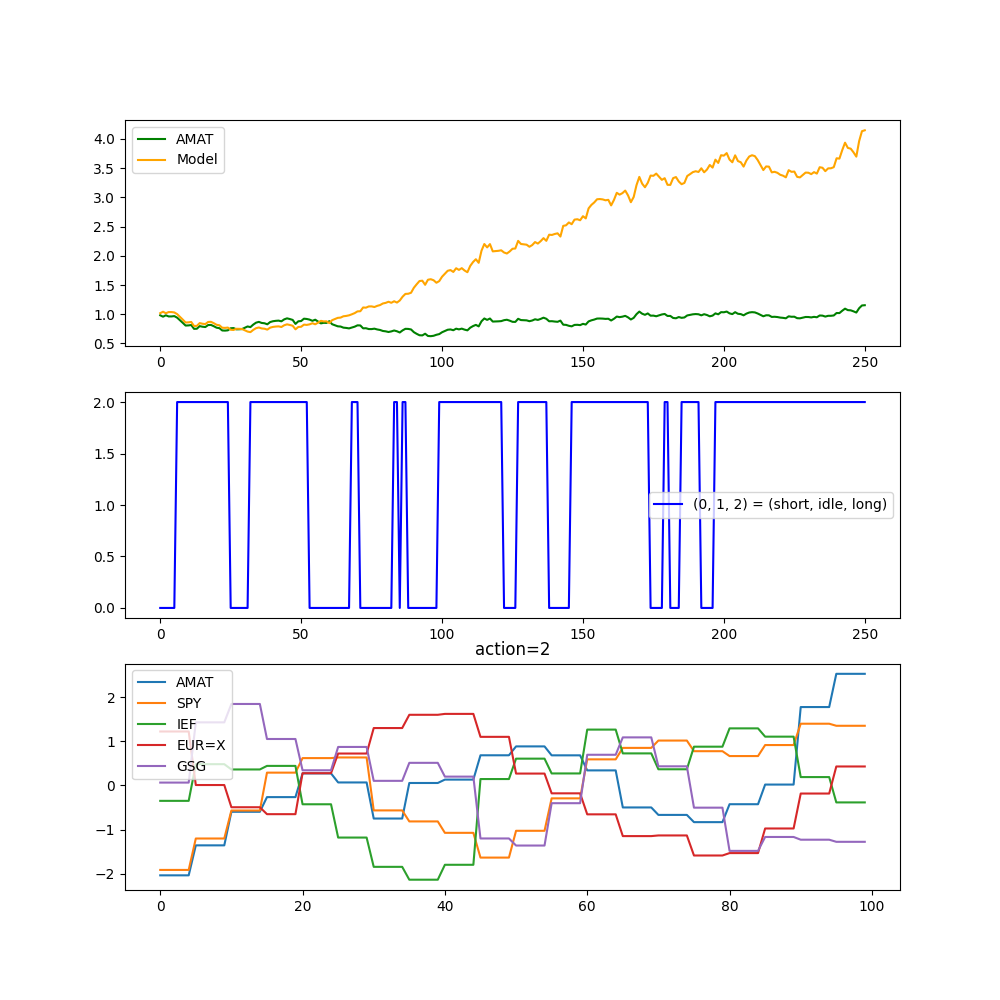 4.0
3.5
3.0
2.5
2.0
1.5
1.0
0.5
AMAT
Model
0 50 100 150 200 250
2.0
1.5
1.0
0.5
0.0
(0, 1, 2) = (short, idle, long)
0 50 100 150 200 250
action=2
2
1
0
−1
−2
AMAT
SPY
IEF
EUR=X
GSG
0 20 40 60 80 100